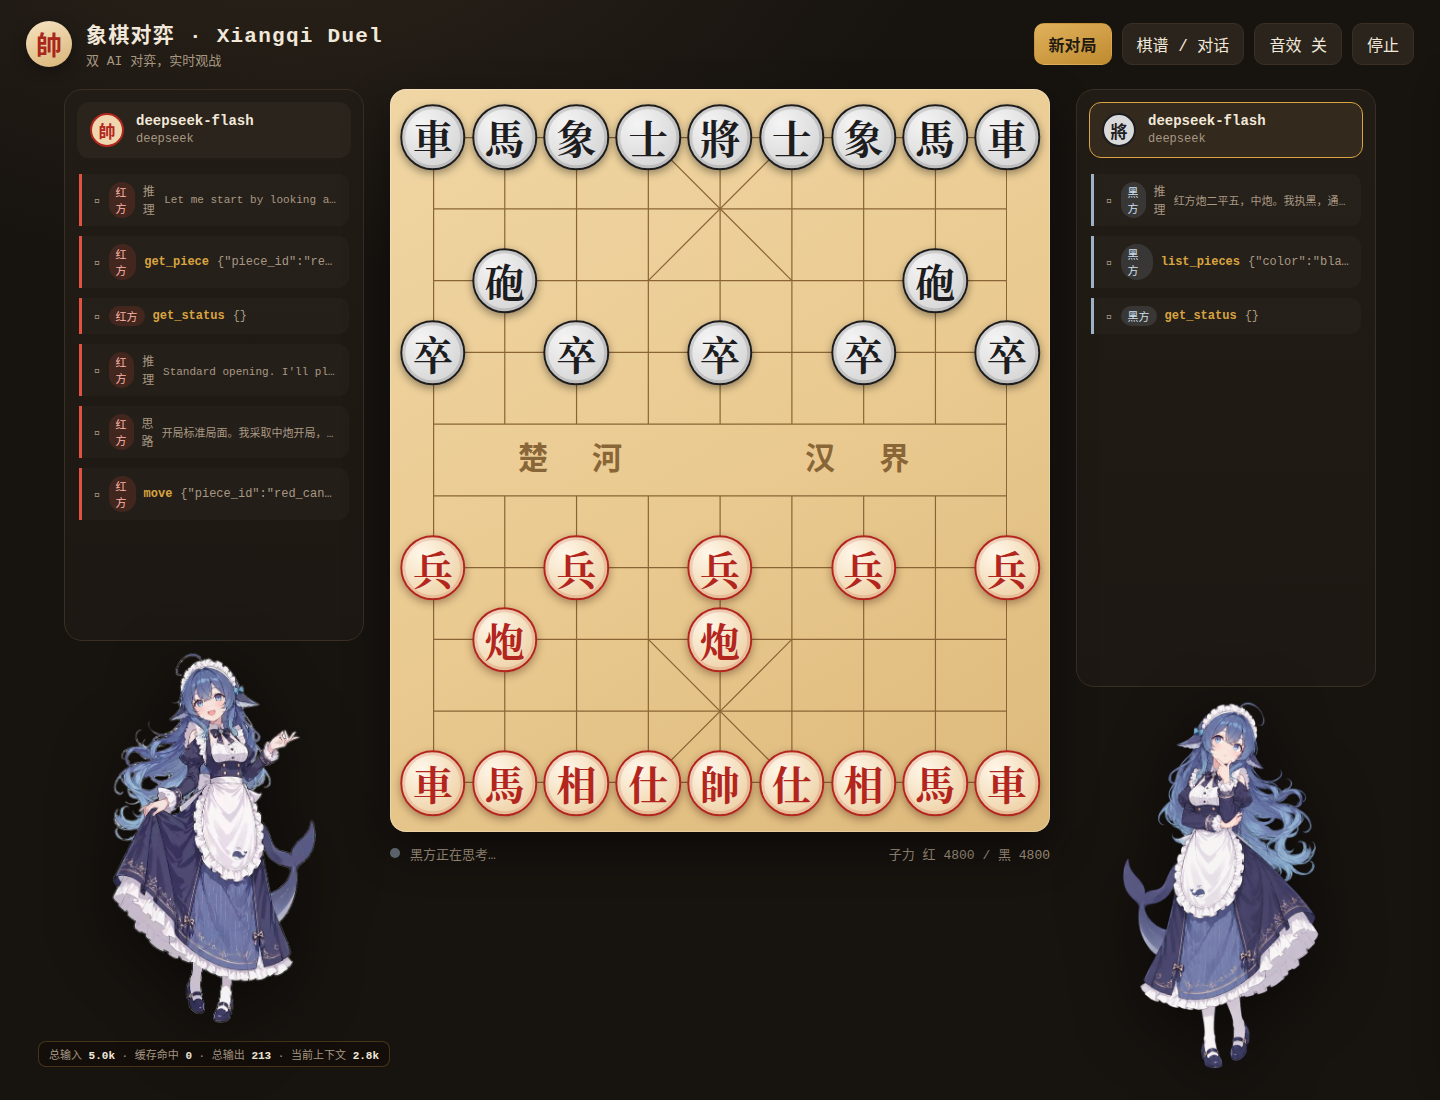 帥
象棋对弈 · Xiangqi Duel
双 AI 对弈，实时观战
新对局
棋谱 / 对话
音效 关
停止
帥
deepseek-flash
deepseek
红方 推理 Let me start by looking a…
红方 get_piece {"piece_id":"re…
红方 get_status {}
红方 推理 Standard opening. I'll pl…
红方 思路 开局标准局面。我采取中炮开局，…
红方 move {"piece_id":"red_can…
車 馬 象 士 將 士 象 馬 車
砲 砲
卒 卒 卒 卒 卒
楚 河 汉 界
兵 兵 兵 兵 兵
炮 炮
車 馬 相 仕 帥 仕 相 馬 車
黑方正在思考…
子力 红 4800 / 黑 4800
將
deepseek-flash
deepseek
黑方 推理 红方炮二平五，中炮。我执黑，通…
黑方 list_pieces {"color":"bla…
黑方 get_status {}
总输入 5.0k · 缓存命中 0 · 总输出 213 · 当前上下文 2.8k